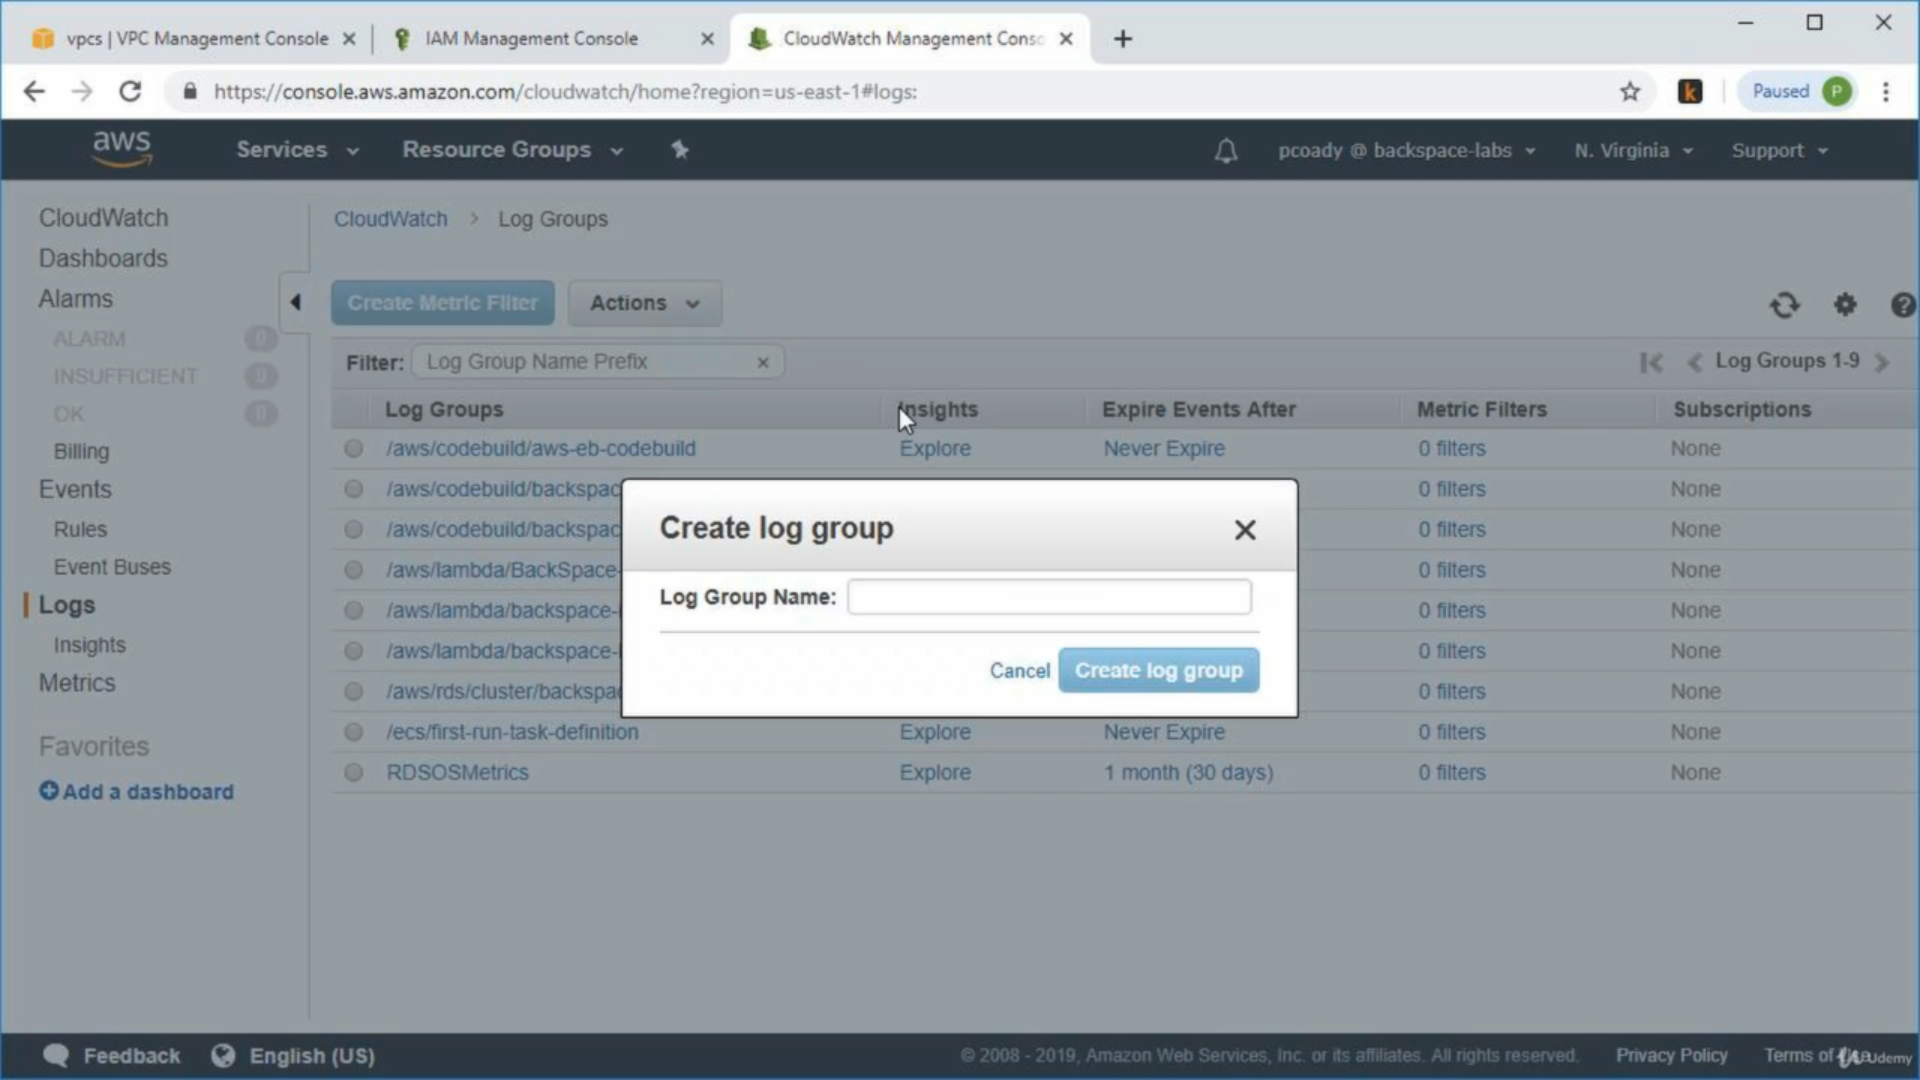 vpcs | VPC Management Console
IAM Management Console
CloudWatch Management Conso
https://console.aws.amazon.com/cloudwatch/home?region=us-east-1#logs:
Paused P
aws
Services
Resource Groups
pcoady @ backspace-labs
N. Virginia
Support
CloudWatch
Dashboards
Alarms
ALARM 0
INSUFFICIENT 0
OK 0
Billing
Events
Rules
Event Buses
Logs
Insights
Metrics
Favorites
Add a dashboard
CloudWatch > Log Groups
Create Metric Filter
Actions
Filter: Log Group Name Prefix
Log Groups 1-9
Log Groups Insights Expire Events After Metric Filters Subscriptions
/aws/codebuild/aws-eb-codebuild Explore Never Expire 0 filters None
/aws/codebuild/backspac 0 filters None
/aws/codebuild/backspac 0 filters None
/aws/lambda/BackSpace- 0 filters None
/aws/lambda/backspace- 0 filters None
/aws/lambda/backspace- 0 filters None
/aws/rds/cluster/backspac 0 filters None
/ecs/first-run-task-definition Explore Never Expire 0 filters None
RDSOSMetrics Explore 1 month (30 days) 0 filters None
Create log group
Log Group Name:
Cancel
Create log group
Feedback
English (US)
© 2008 - 2019, Amazon Web Services, Inc. or its affiliates. All rights reserved.
Privacy Policy
Terms of
Udemy